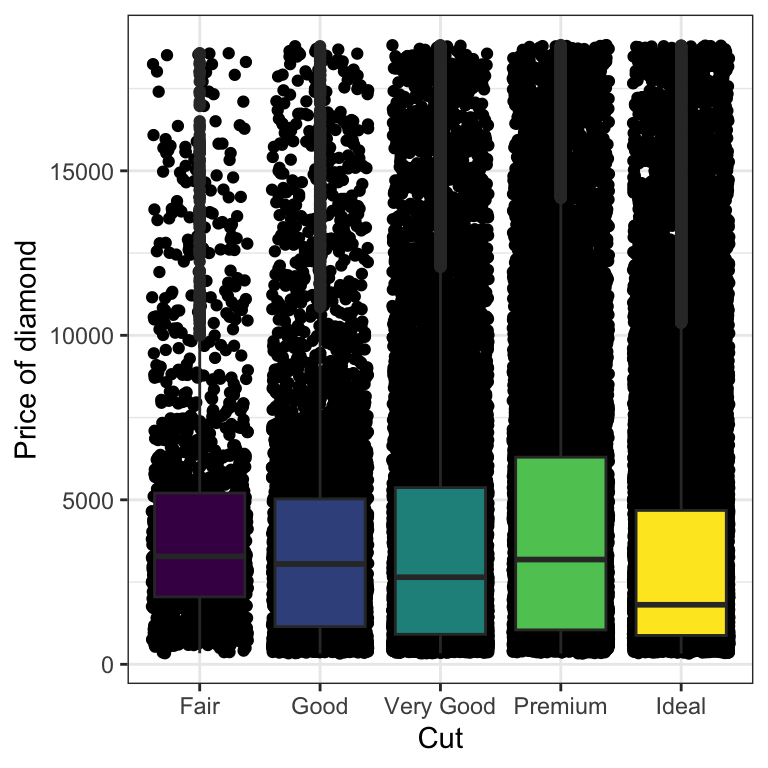 Price of diamond
15000
10000
5000
0
Fair
Good
Very Good
Premium
Ideal
Cut